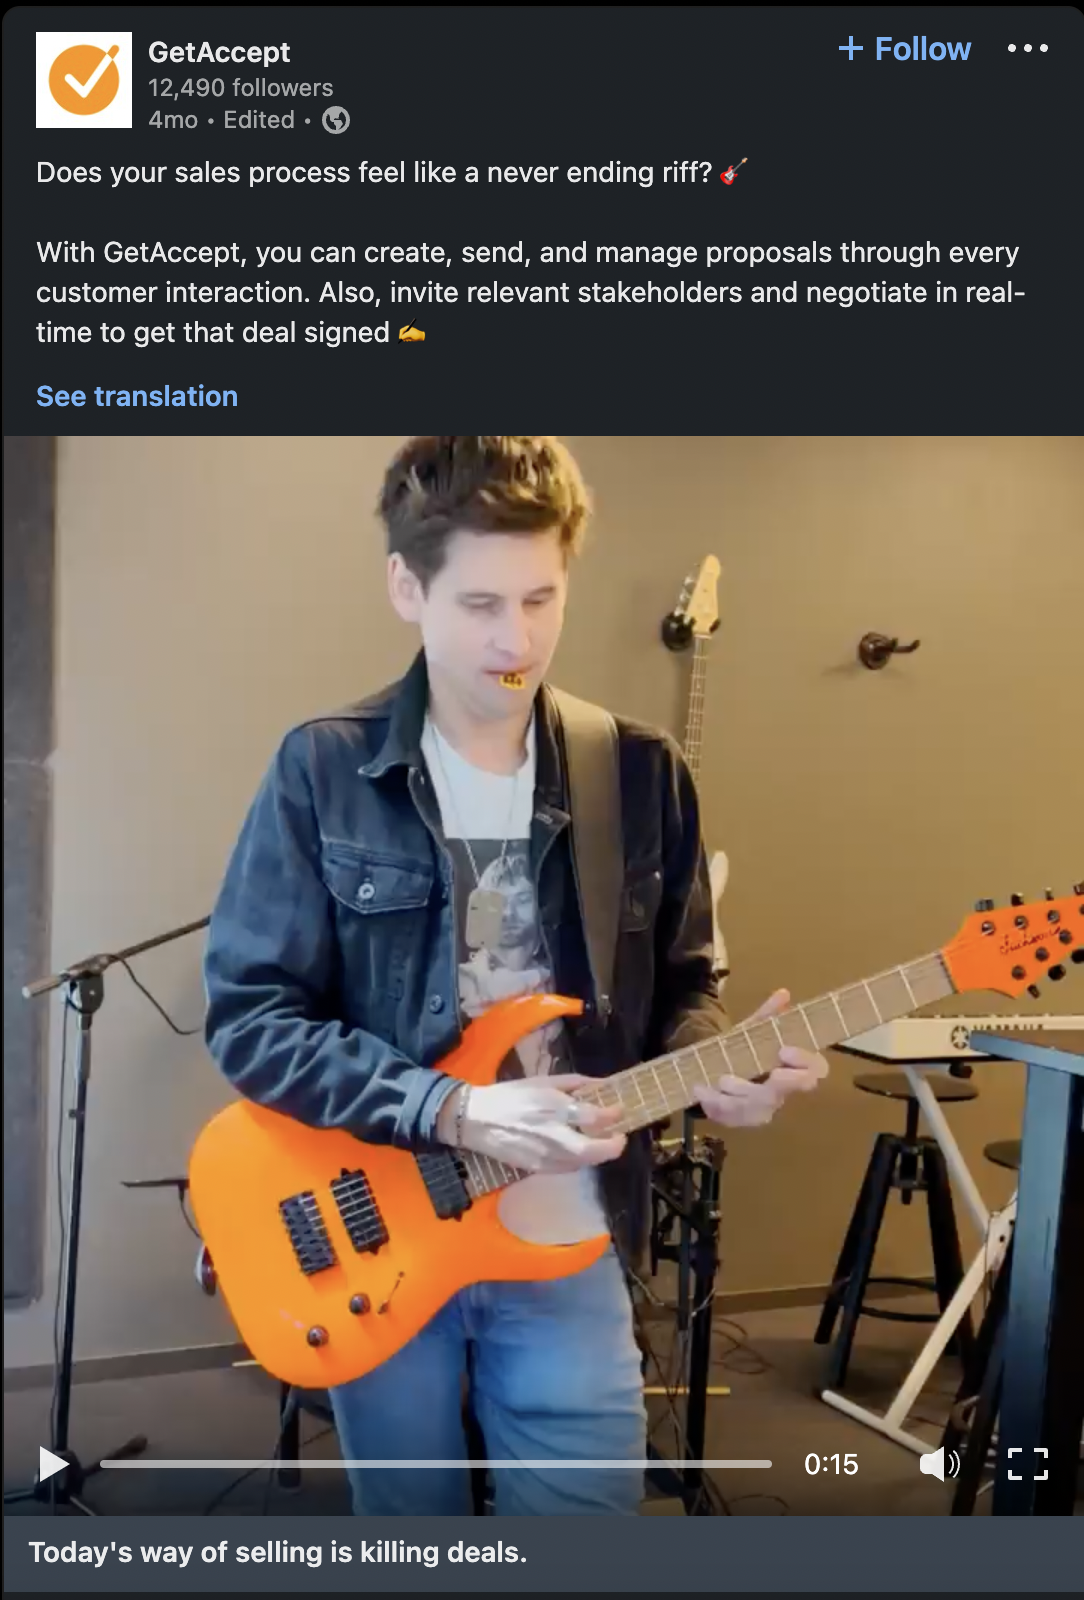 GetAccept
12,490 followers
4mo • Edited •
+ Follow
Does your sales process feel like a never ending riff? 🎸
With GetAccept, you can create, send, and manage proposals through every
customer interaction. Also, invite relevant stakeholders and negotiate in real-
time to get that deal signed ✍️
See translation
YAMAHA
0:15
Today's way of selling is killing deals.